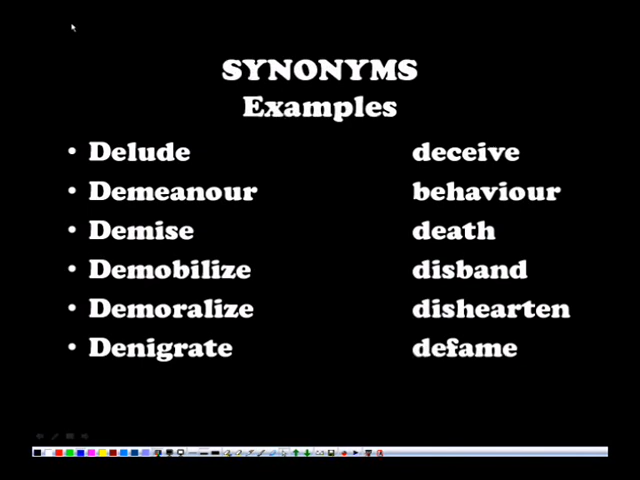 SYNONYMS
Examples
• Delude deceive
• Demeanour behaviour
• Demise death
• Demobilize disband
• Demoralize dishearten
• Denigrate defame